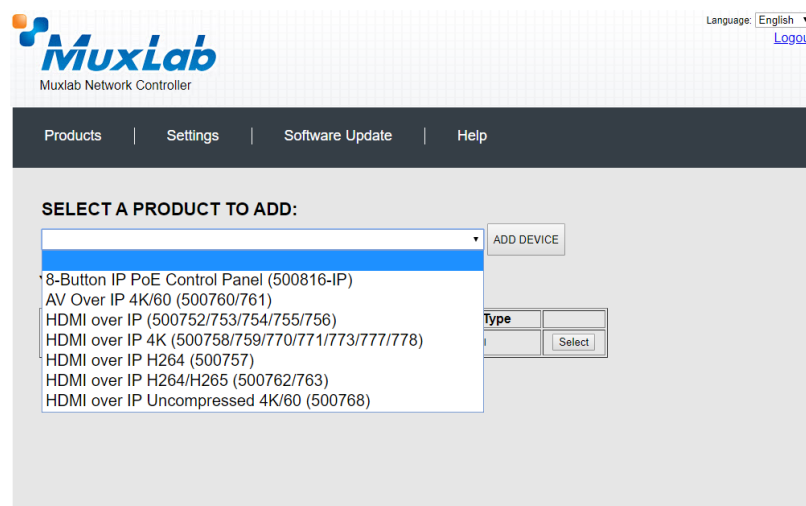 Language: English
Logou
MuxLab
Muxlab Network Controller
Products | Settings | Software Update | Help
SELECT A PRODUCT TO ADD:
ADD DEVICE
8-Button IP PoE Control Panel (500816-IP)
AV Over IP 4K/60 (500760/761)
HDMI over IP (500752/753/754/755/756)
Type
HDMI over IP 4K (500758/759/770/771/773/777/778)
Select
HDMI over IP H264 (500757)
HDMI over IP H264/H265 (500762/763)
HDMI over IP Uncompressed 4K/60 (500768)